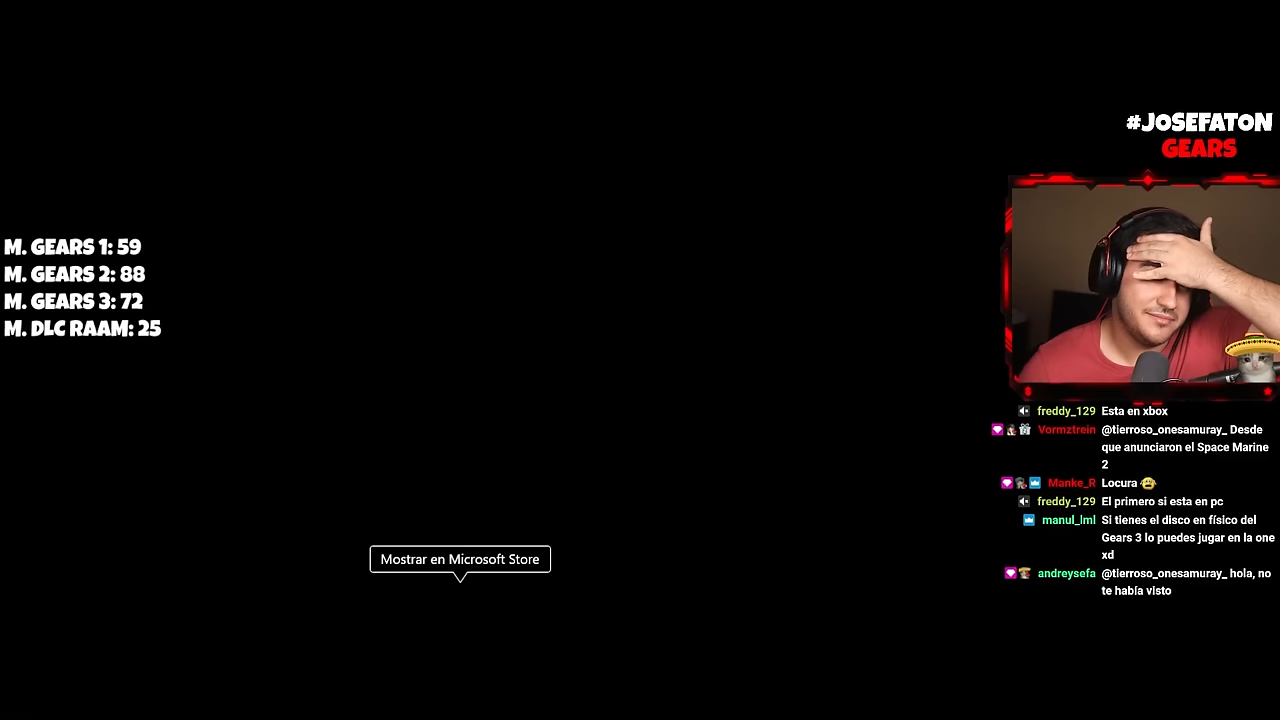 #JOSEFATON
GEARS
M. GEARS 1: 59
M. GEARS 2: 88
M. GEARS 3: 72
M. DLC RAAM: 25
freddy_129 Esta en xbox
Vormztrein @tierroso_onesamuray_ Desde
que anunciaron el Space Marine
2
Manke_R Locura
freddy_129 El primero si esta en pc
manul_lml Si tienes el disco en físico del
Gears 3 lo puedes jugar en la one
xd
andreysefa @tierroso_onesamuray_ hola, no
te había visto
Mostrar en Microsoft Store